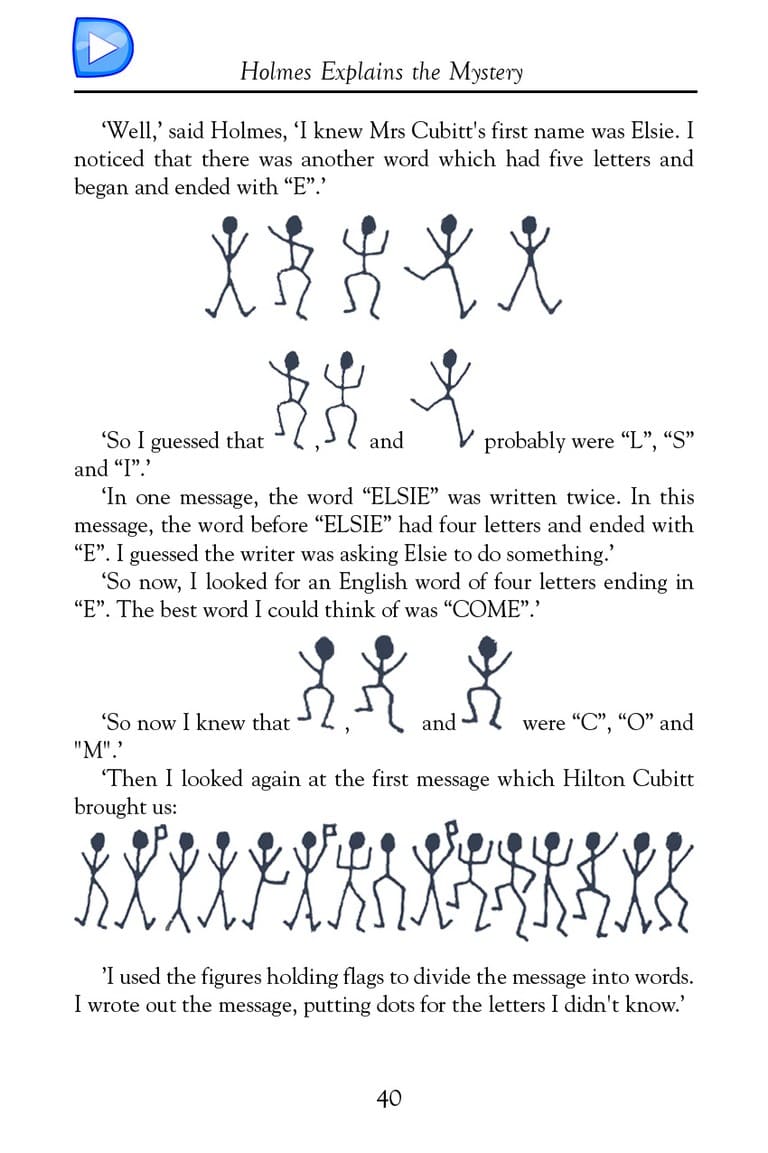 Holmes Explains the Mystery
‘Well,’ said Holmes, ‘I knew Mrs Cubitt's first name was Elsie. I
noticed that there was another word which had five letters and
began and ended with “E”.’
‘So I guessed that , and probably were “L”, “S”
and “I”.’
‘In one message, the word “ELSIE” was written twice. In this
message, the word before “ELSIE” had four letters and ended with
“E”. I guessed the writer was asking Elsie to do something.’
‘So now, I looked for an English word of four letters ending in
“E”. The best word I could think of was “COME”.’
‘So now I knew that , and were “C”, “O” and
"M".’
‘Then I looked again at the first message which Hilton Cubitt
brought us:
’I used the figures holding flags to divide the message into words.
I wrote out the message, putting dots for the letters I didn't know.’
40